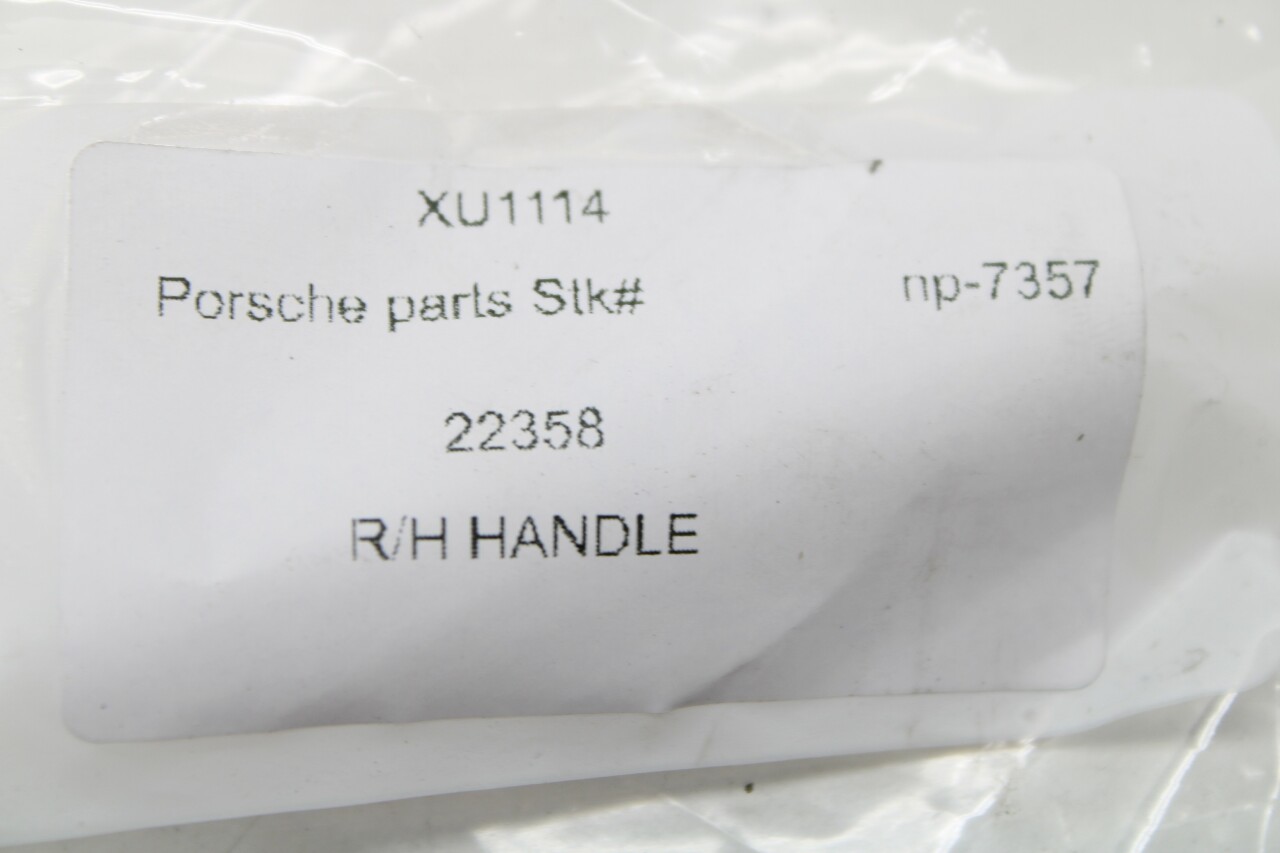 XU1114
Porsche parts Stk# np-7357
22358
R/H HANDLE